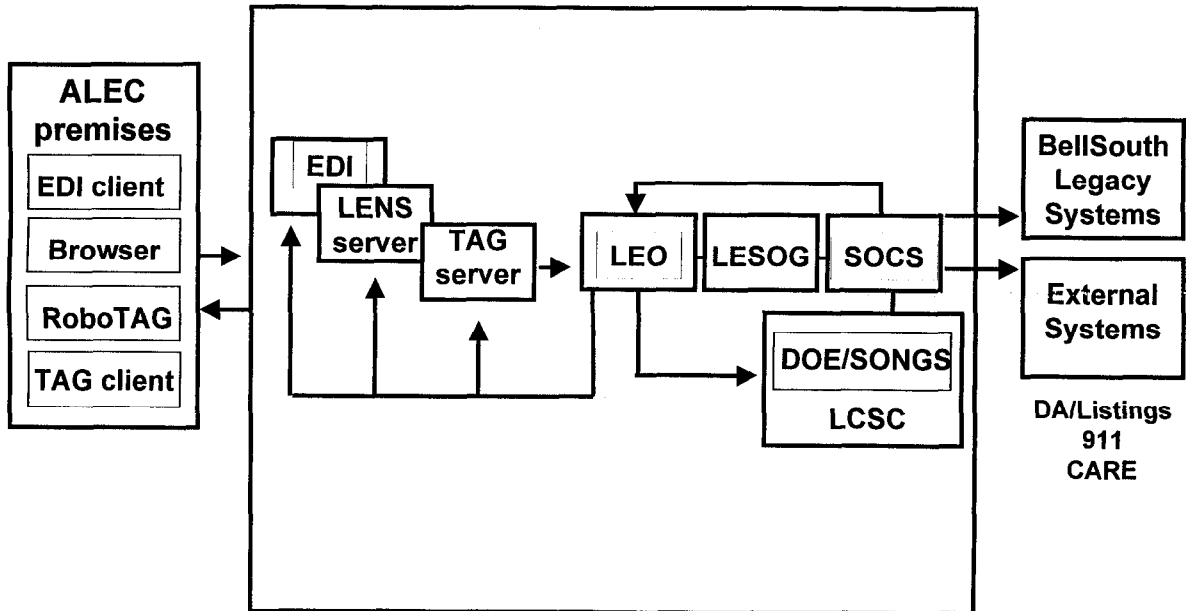 ALEC
premises
EDI client
Browser
RoboTAG
TAG client
EDI
LENS
server
TAG
server
LEO
LESOG
SOCS
DOE/SONGS
LCSC
BellSouth
Legacy
Systems
External
Systems
DA/Listings
911
CARE